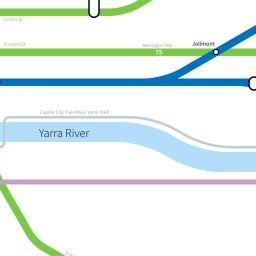 Collins St
Flinders St
Wellington Pde
75
Jolimont
Capital City Trail (Main Yarra Trail)
Yarra River